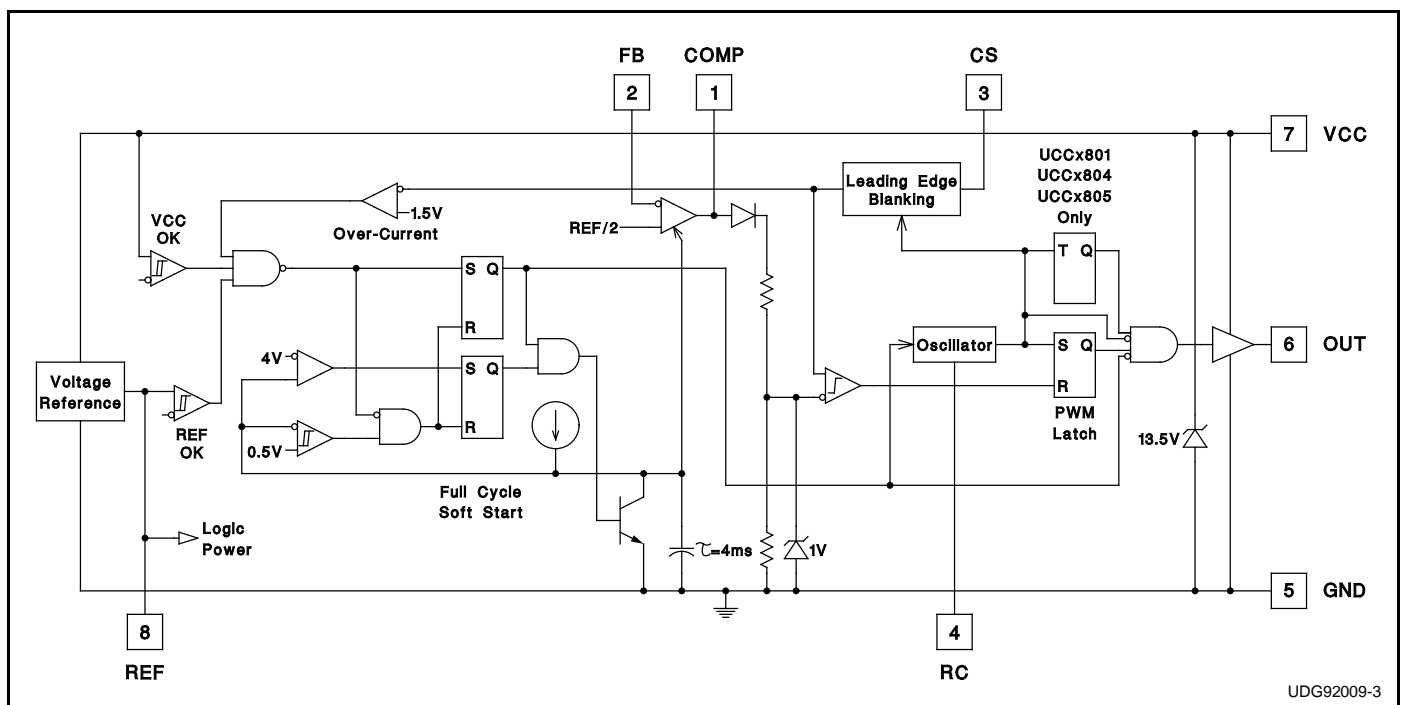 FB
COMP
CS
2
1
3
7
VCC
UCCx801
UCCx804
UCCx805
Only
Leading Edge
Blanking
1.5V
Over-Current
REF/2
VCC
OK
T Q
S Q
R
4V
S Q
R
0.5V
Full Cycle
Soft Start
Voltage
Reference
REF
OK
Logic
Power
Oscillator
S Q
R
PWM
Latch
6
OUT
13.5V
τ=4ms
1V
5
GND
8
REF
4
RC
UDG92009-3